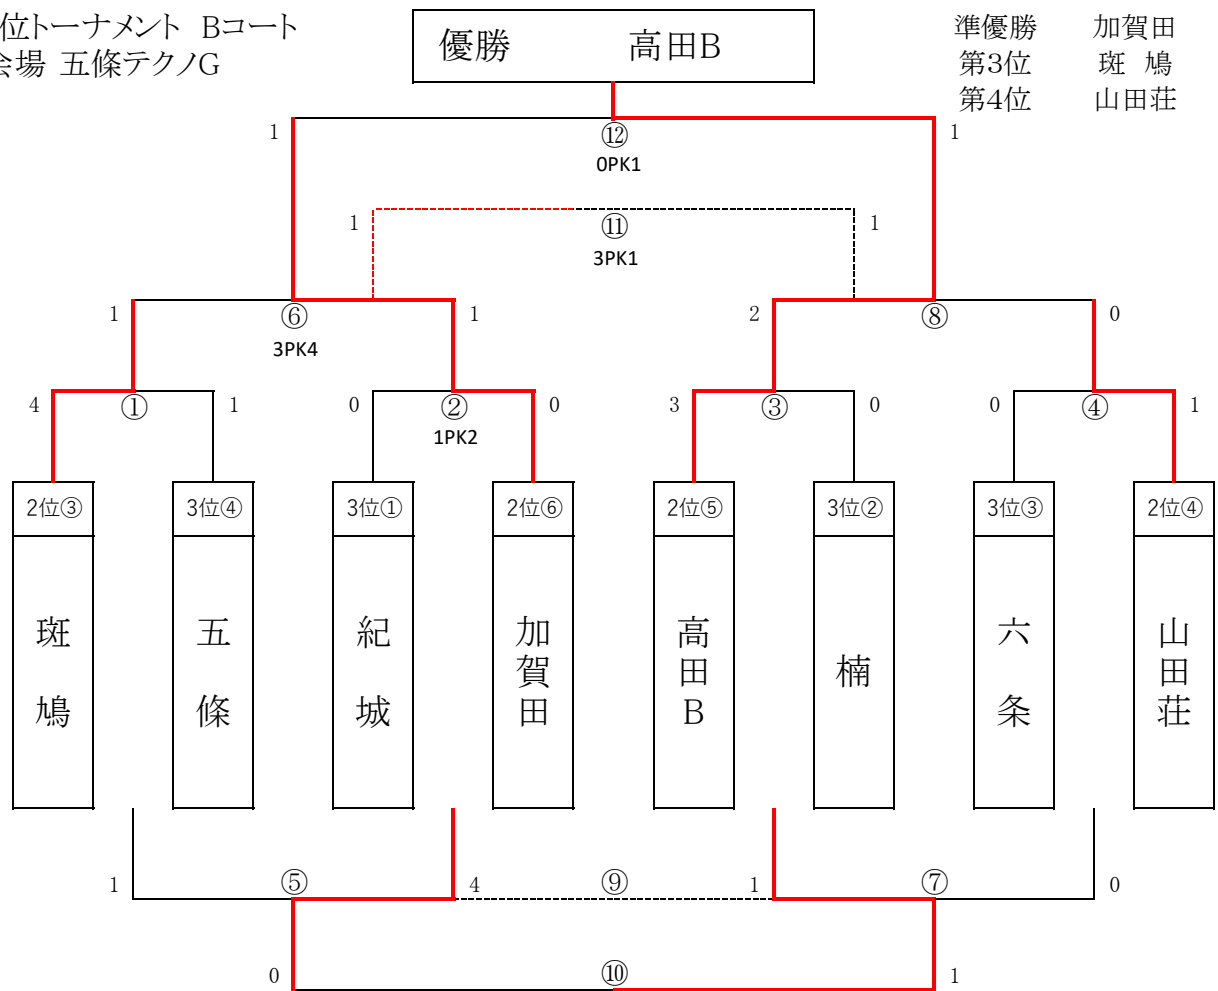 位トーナメント Bコート
会場 五條テクノG
優勝 高田B
準優勝 加賀田
第3位 斑 鳩
第4位 山田荘
1 ⑫ 1
0PK1
1 ⑪ 1
3PK1
1 ⑥ 1 2 ⑧ 0
3PK4
4 ① 1 0 ② 0 3 ③ 0 0 ④ 1
1PK2
2位③ 3位④ 3位① 2位⑥ 2位⑤ 3位② 3位③ 2位④
斑鳩
五條
紀城
加賀田
高田B
楠
六条
山田荘
1 ⑤ 4 ⑨ 1 ⑦ 0
0 ⑩ 1